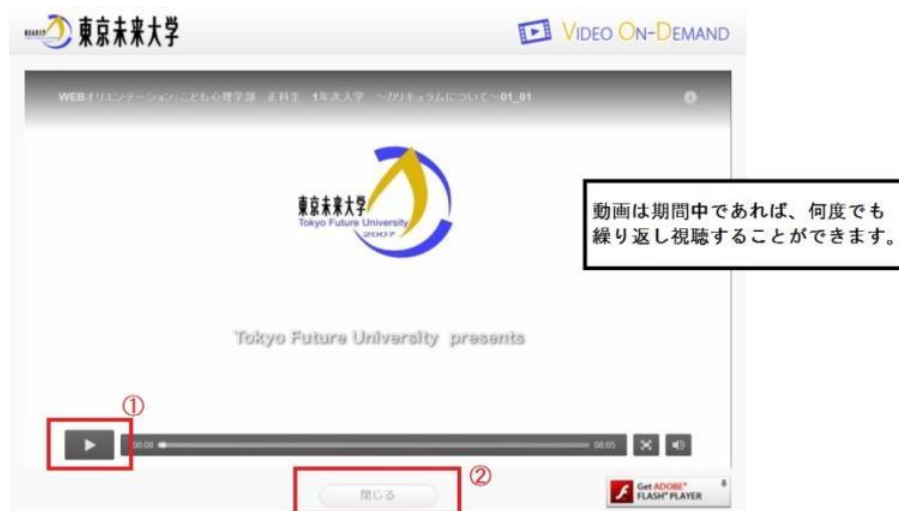 東京未来大学
VIDEO ON-DEMAND
WEBオリエンテーション:こども心理学部 正科生 1年次入学 ～カリキュラムについて～01_01
東京未来大学
Tokyo Future University
2007
動画は期間中であれば、何度でも
繰り返し視聴することができます。
Tokyo Future University presents
①
00:08
08:05
②
閉じる
Get ADOBE®
FLASH® PLAYER